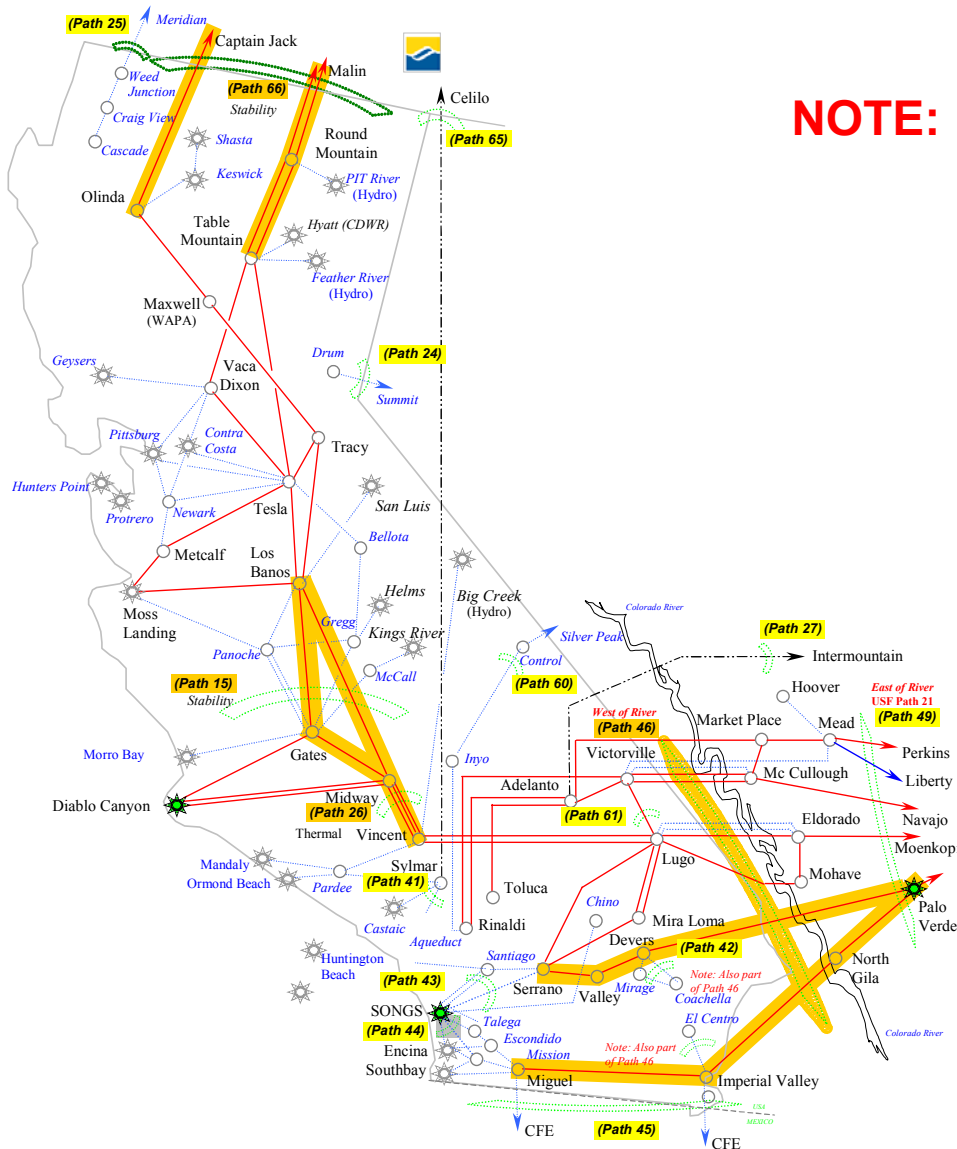 (Path 25)
Meridian
Captain Jack
Weed
Junction
Craig View
Cascade
(Path 66)
Stability
Malin
Celilo
(Path 65)
NOTE:
Shasta
Keswick
Round
Mountain
PIT River
(Hydro)
Olinda
Table
Mountain
Hyatt (CDWR)
Feather River
(Hydro)
Maxwell
(WAPA)
Geysers
Vaca
Dixon
Drum
(Path 24)
Summit
Pittsburg
Contra
Costa
Tracy
Hunters Point
Protrero
Newark
Tesla
San Luis
Metcalf
Los
Banos
Bellota
Moss
Landing
Helms
Big Creek
(Hydro)
Gregg
Kings River
Panoche
McCall
Silver Peak
Control
(Path 60)
Colorado River
(Path 27)
Intermountain
(Path 15)
Stability
Hoover
East of River
USF Path 21
(Path 49)
West of River
(Path 46)
Market Place
Mead
Perkins
Morro Bay
Gates
Inyo
Victorville
Mc Cullough
Liberty
Diablo Canyon
Midway
Adelanto
Navajo
(Path 26)
Thermal
Vincent
(Path 61)
Eldorado
Moenkop
Mandaly
Ormond Beach
Pardee
Sylmar
(Path 41)
Lugo
Mohave
Toluca
Castaic
Aqueduct
Rinaldi
Chino
Mira Loma
Palo
Verde
Devers
(Path 42)
Huntington
Beach
Santiago
(Path 43)
Serrano
Valley
Mirage
Note: Also part
of Path 46
Coachella
North
Gila
SONGS
(Path 44)
Talega
El Centro
Colorado River
Encina
Escondido
Mission
Note: Also part
of Path 46
Southbay
Miguel
Imperial Valley
USA
MEXICO
CFE
(Path 45)
CFE